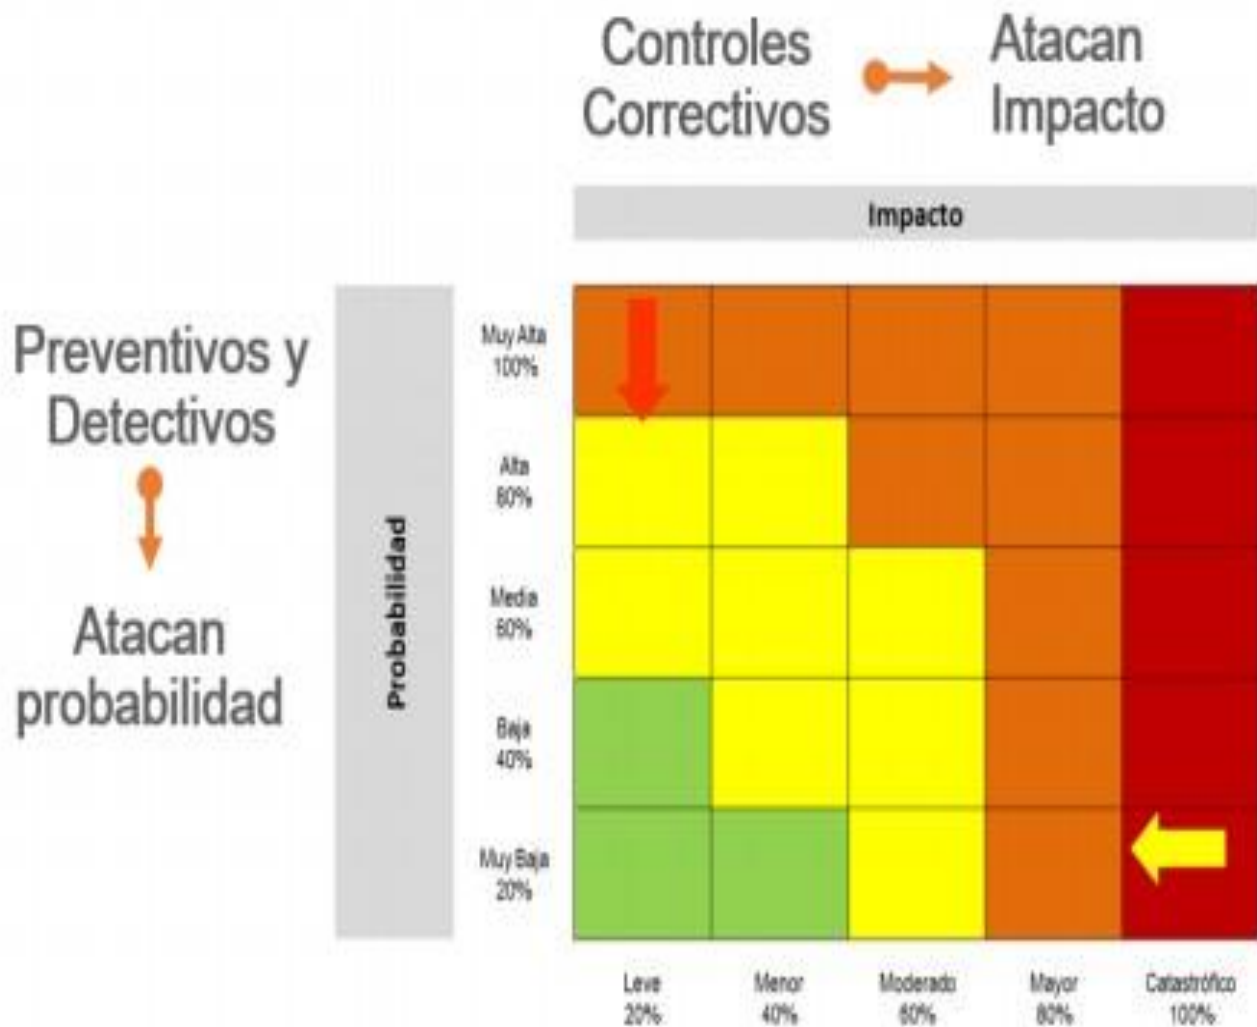 Controles
Correctivos
Atacan
Impacto
Impacto
Preventivos y
Detectivos
Atacan
probabilidad
Probabilidad
Muy Alta
100%
Alta
80%
Media
60%
Baja
40%
Muy Baja
20%
Leve
20%
Menor
40%
Moderado
60%
Mayor
80%
Catastrófico
100%